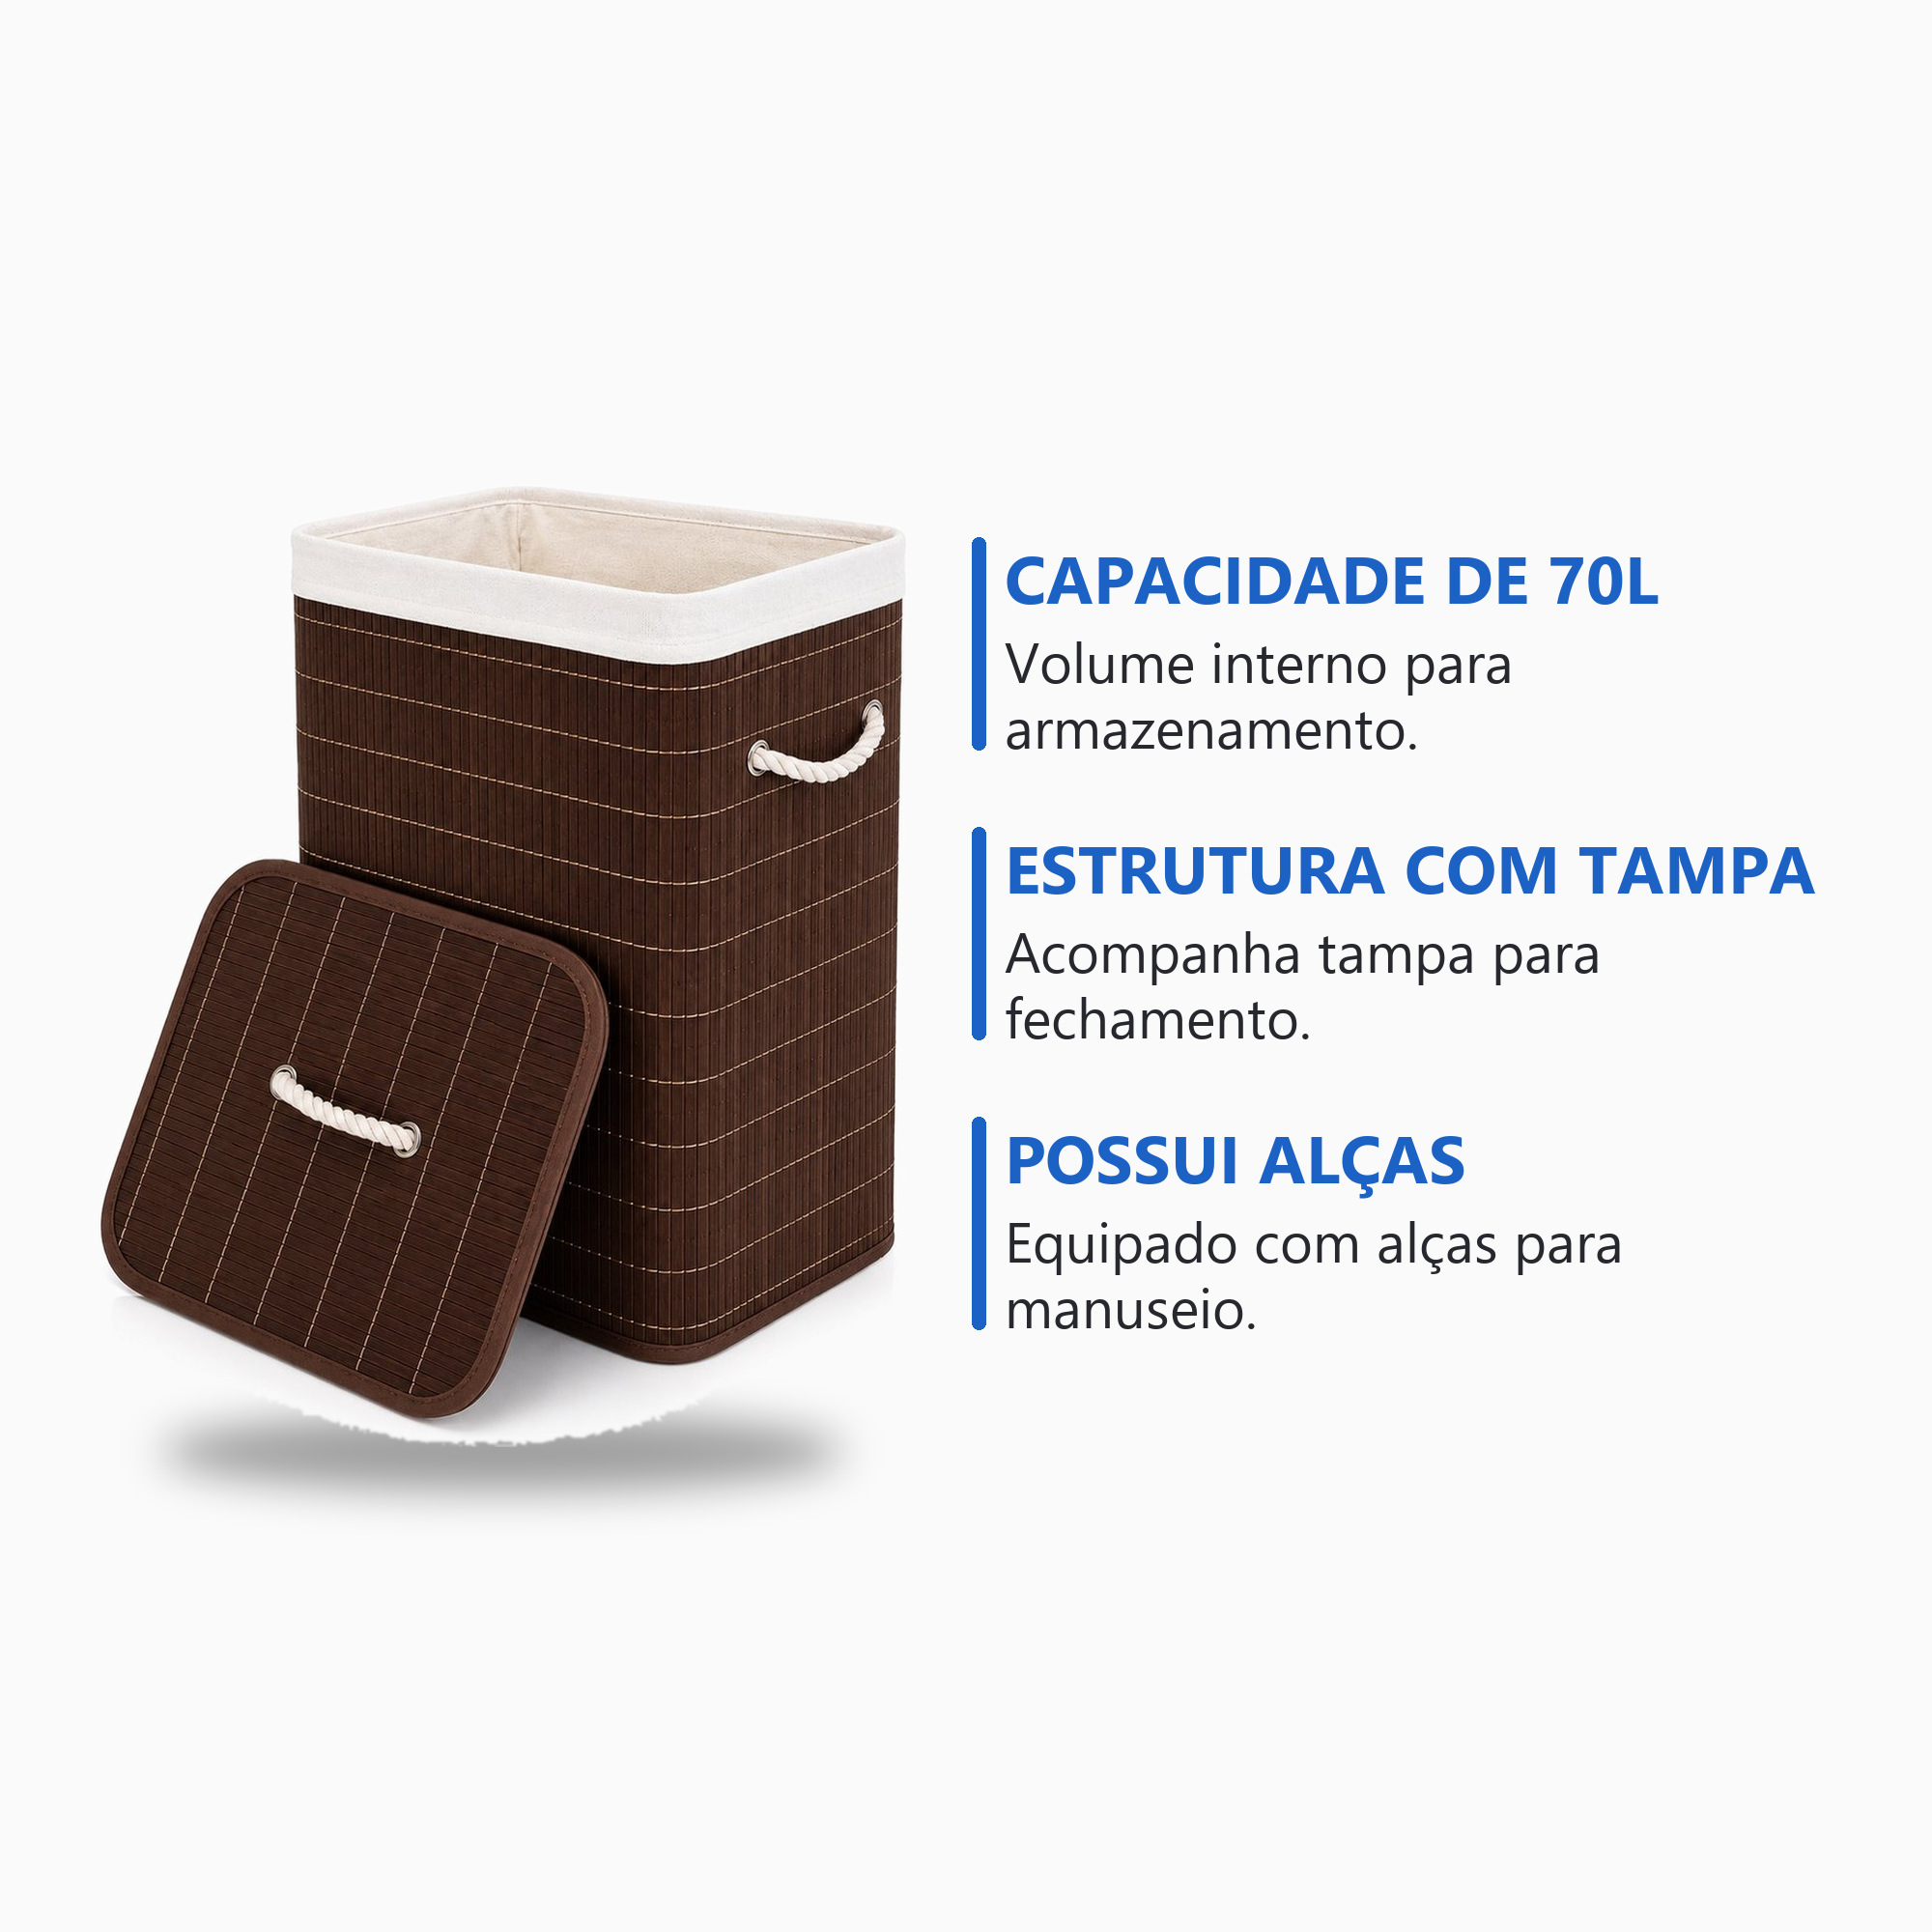 CAPACIDADE DE 70L
Volume interno para
armazenamento.
ESTRUTURA COM TAMPA
Acompanha tampa para
fechamento.
POSSUI ALÇAS
Equipado com alças para
manuseio.